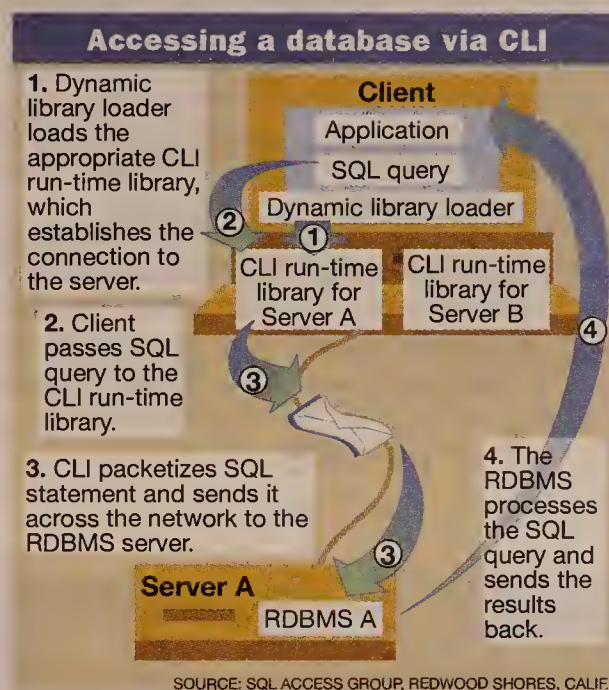 Accessing a database via CLI
1. Dynamic
library loader
loads the
appropriate CLI
run-time library,
which
establishes the
connection to
the server.
Client
Application
SQL query
Dynamic library loader
2
1
CLI run-time
library for
Server A
CLI run-time
library for
Server B
2. Client
passes SQL
query to the
CLI run-time
library.
3
4
3. CLI packetizes SQL
statement and sends it
across the network to the
RDBMS server.
3
4. The
RDBMS
processes
the SQL
query and
sends the
results
back.
Server A
RDBMS A
SOURCE: SQL ACCESS GROUP, REDWOOD SHORES, CALIF.